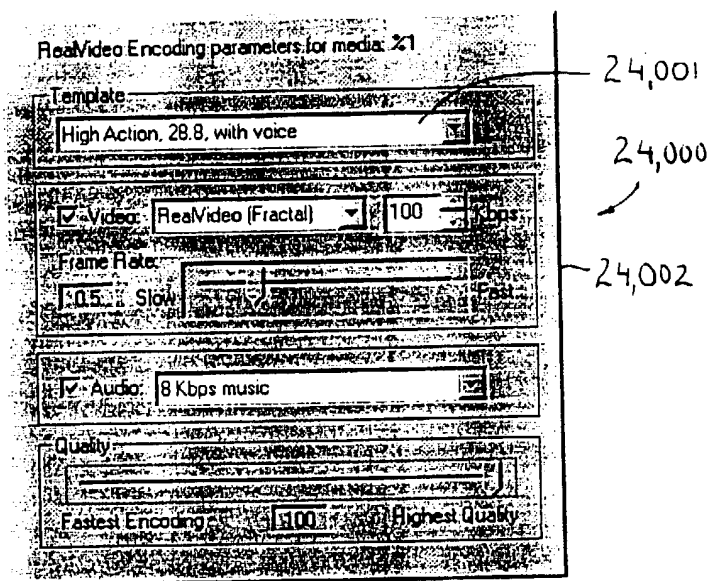 RealVideo Encoding parameters for media: %1
24,001
Template
High Action, 28.8, with voice
24,000
Video: RealVideo (Fractal) 100 Kbps
24,002
Frame Rate:
0.5 Slow Fast
Audio: 8 Kbps music
Quality
Fastest Encoding 100 Highest Quality